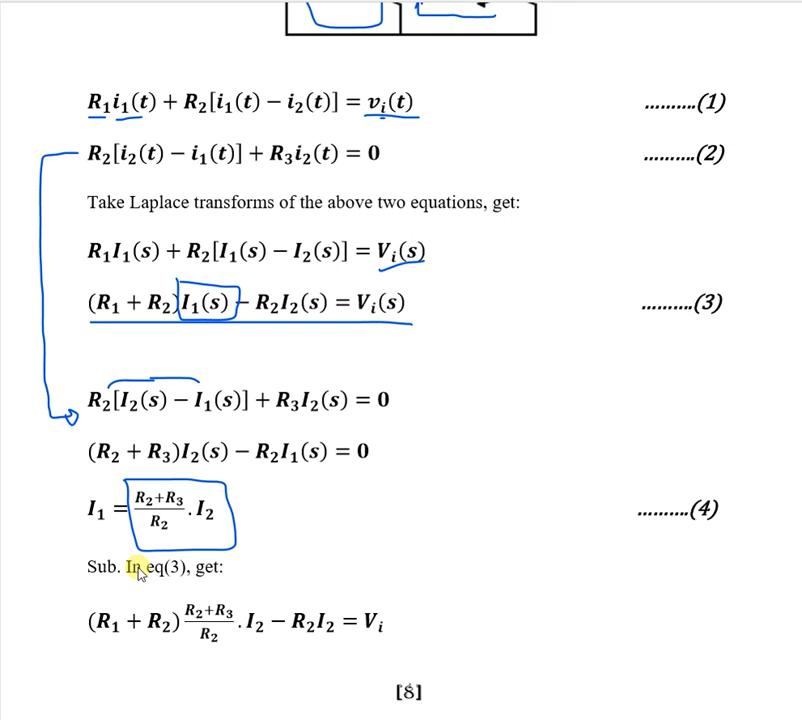 R₁i₁(t) + R₂[i₁(t) − i₂(t)] = vᵢ(t) ..........(1)
R₂[i₂(t) − i₁(t)] + R₃i₂(t) = 0 ..........(2)
Take Laplace transforms of the above two equations, get:
R₁I₁(s) + R₂[I₁(s) − I₂(s)] = Vᵢ(s)
(R₁ + R₂)I₁(s) − R₂I₂(s) = Vᵢ(s) ..........(3)
R₂[I₂(s) − I₁(s)] + R₃I₂(s) = 0
(R₂ + R₃)I₂(s) − R₂I₁(s) = 0
I₁ = (R₂+R₃)/R₂ . I₂ ..........(4)
Sub. In eq(3), get:
(R₁ + R₂) (R₂+R₃)/R₂ . I₂ − R₂I₂ = Vᵢ
[8]